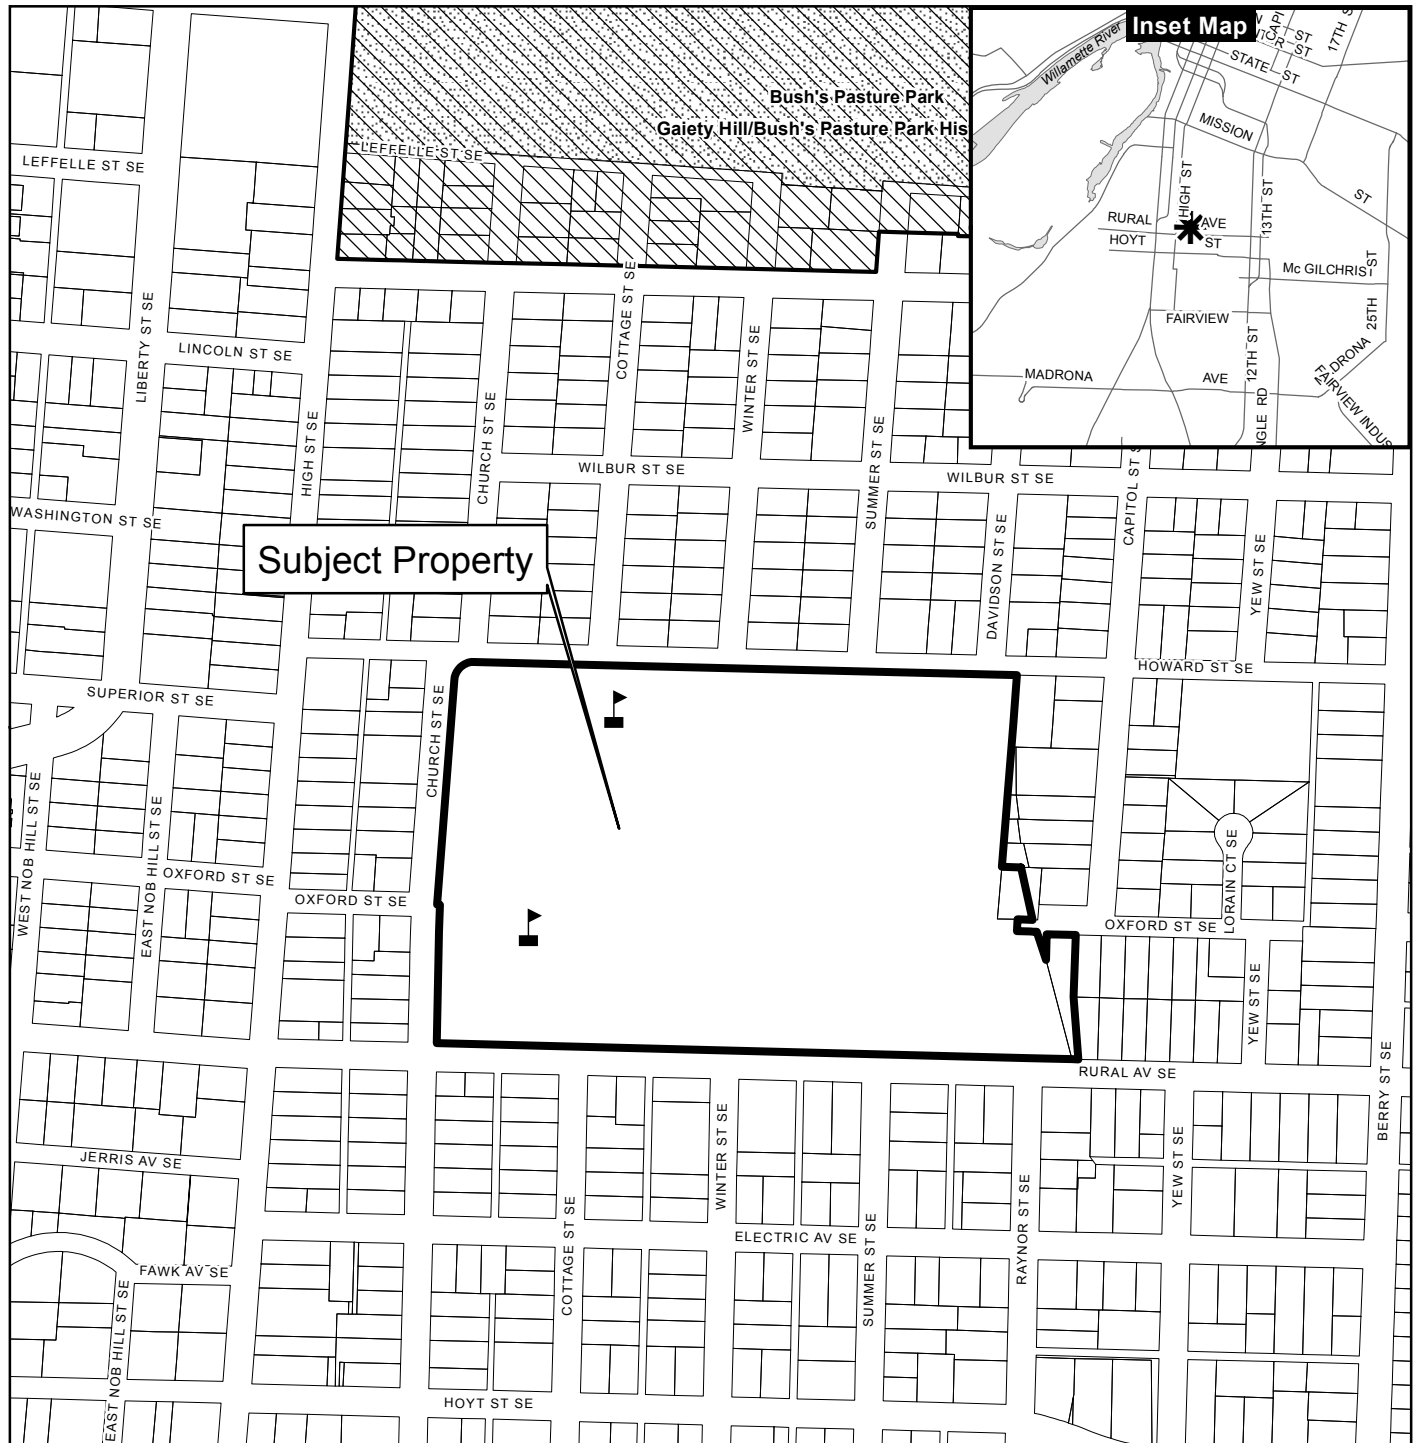 Inset Map
Willamette River
CAPI
ST
ST
17TH S
STATE ST
MISSION
ST
HIGH ST
13TH ST
RURAL
AVE
HOYT
ST
Mc GILCHRIST
ST
25TH
FAIRVIEW
12TH ST
MADRONA
AVE
DRONA
FAIRVIEW INDUS
NGLE RD
Bush's Pasture Park
Gaiety Hill/Bush's Pasture Park His
LEFFELLE ST SE
LEFFELLE ST SE
COTTAGE ST SE
LIBERTY ST SE
LINCOLN ST SE
WINTER ST SE
HIGH ST SE
CHURCH ST SE
SUMMER ST SE
WILBUR ST SE
WILBUR ST SE
CAPITOL ST S
WASHINGTON ST SE
Subject Property
DAVIDSON ST SE
YEW ST SE
HOWARD ST SE
SUPERIOR ST SE
CHURCH ST SE
WEST NOB HILL ST SE
EAST NOB HILL ST SE
OXFORD ST SE
OXFORD ST SE
LORAIN CT SE
OXFORD ST SE
YEW ST SE
RURAL AV SE
BERRY ST SE
JERRIS AV SE
WINTER ST SE
YEW ST SE
RAYNOR ST SE
COTTAGE ST SE
SUMMER ST SE
ELECTRIC AV SE
FAWK AV SE
EAST NOB HILL ST SE
HOYT ST SE